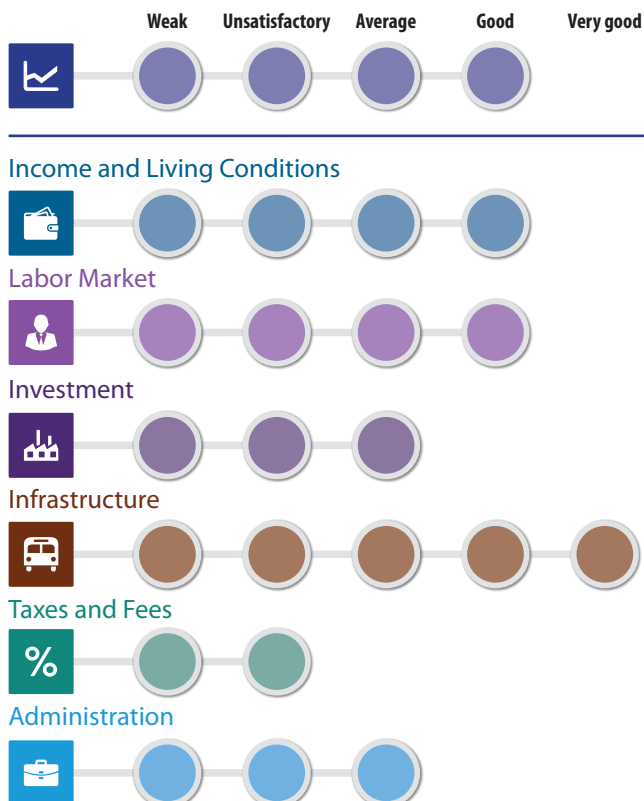 Weak Unsatisfactory Average Good Very good
Income and Living Conditions
Labor Market
Investment
Infrastructure
Taxes and Fees
%
Administration